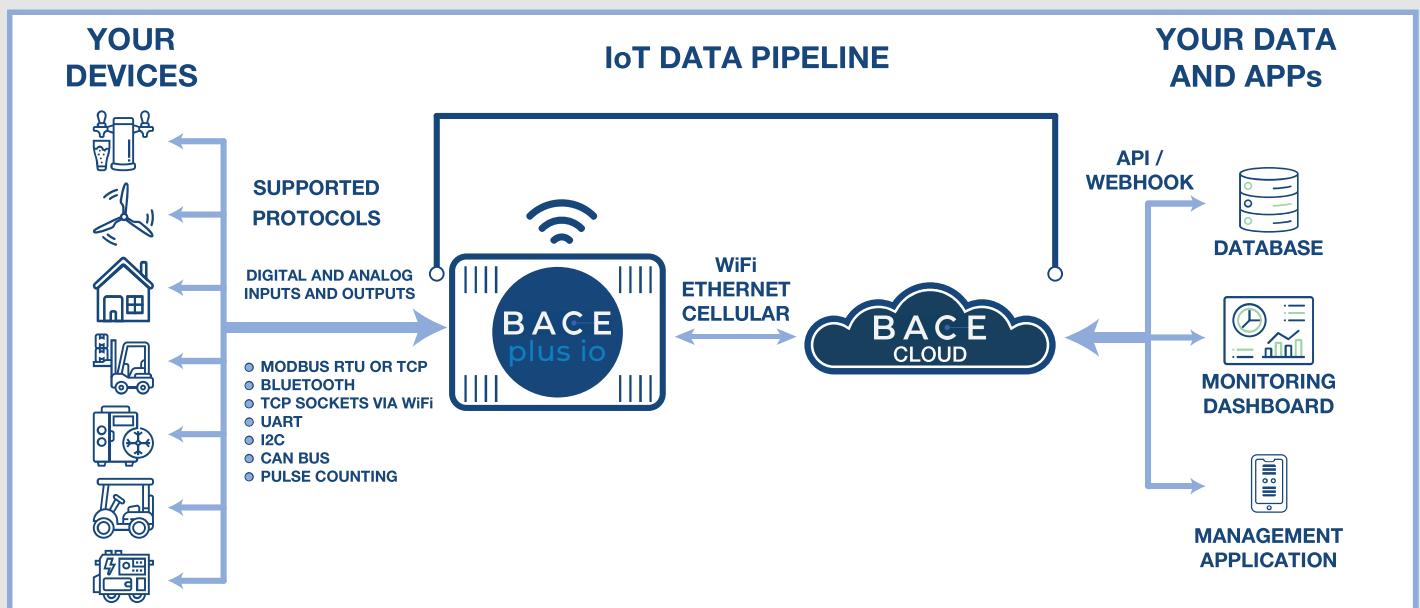 YOUR
DEVICES
IoT DATA PIPELINE
YOUR DATA
AND APPs
SUPPORTED
PROTOCOLS
DIGITAL AND ANALOG
INPUTS AND OUTPUTS
MODBUS RTU OR TCP
BLUETOOTH
TCP SOCKETS VIA WiFi
UART
I2C
CAN BUS
PULSE COUNTING
BACE
plus io
WiFi
ETHERNET
CELLULAR
BACE
CLOUD
API /
WEBHOOK
DATABASE
MONITORING
DASHBOARD
MANAGEMENT
APPLICATION